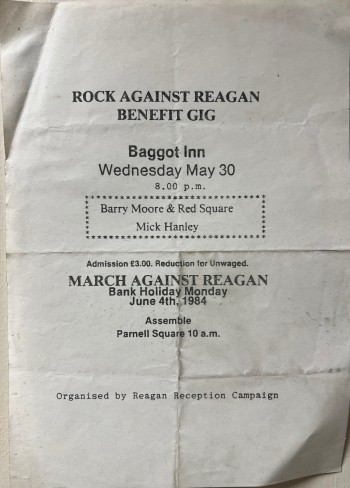 ROCK AGAINST REAGAN
BENEFIT GIG
Baggot Inn
Wednesday May 30
8.00 p.m.
Barry Moore & Red Square
Mick Hanley
Admission £3.00. Reduction for Unwaged.
MARCH AGAINST REAGAN
Bank Holiday Monday
June 4th, 1984
Assemble
Parnell Square 10 a.m.
Organised by Reagan Reception Campaign